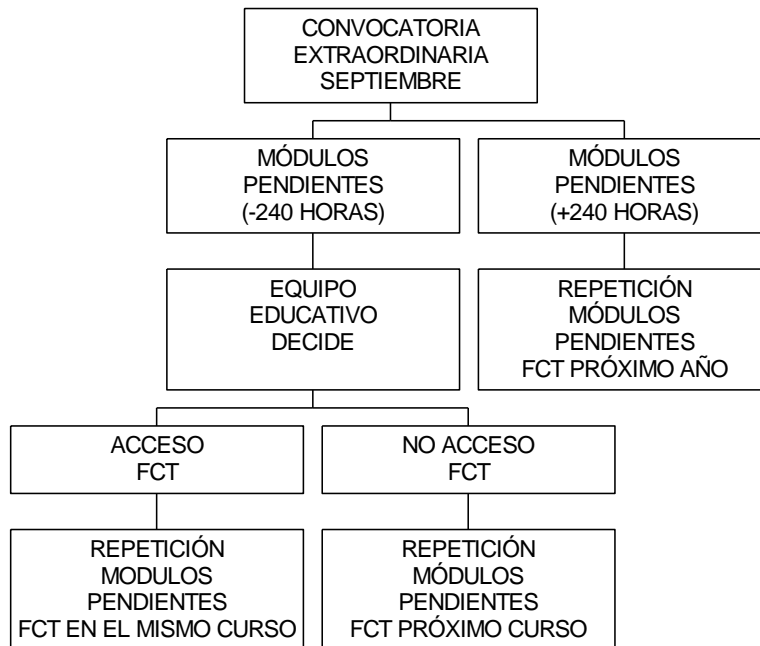 CONVOCATORIA
EXTRAORDINARIA
SEPTIEMBRE
MÓDULOS
PENDIENTES
(-240 HORAS)
MÓDULOS
PENDIENTES
(+240 HORAS)
EQUIPO
EDUCATIVO
DECIDE
REPETICIÓN
MÓDULOS
PENDIENTES
FCT PRÓXIMO AÑO
ACCESO
FCT
NO ACCESO
FCT
REPETICIÓN
MODULOS
PENDIENTES
FCT EN EL MISMO CURSO
REPETICIÓN
MÓDULOS
PENDIENTES
FCT PRÓXIMO CURSO